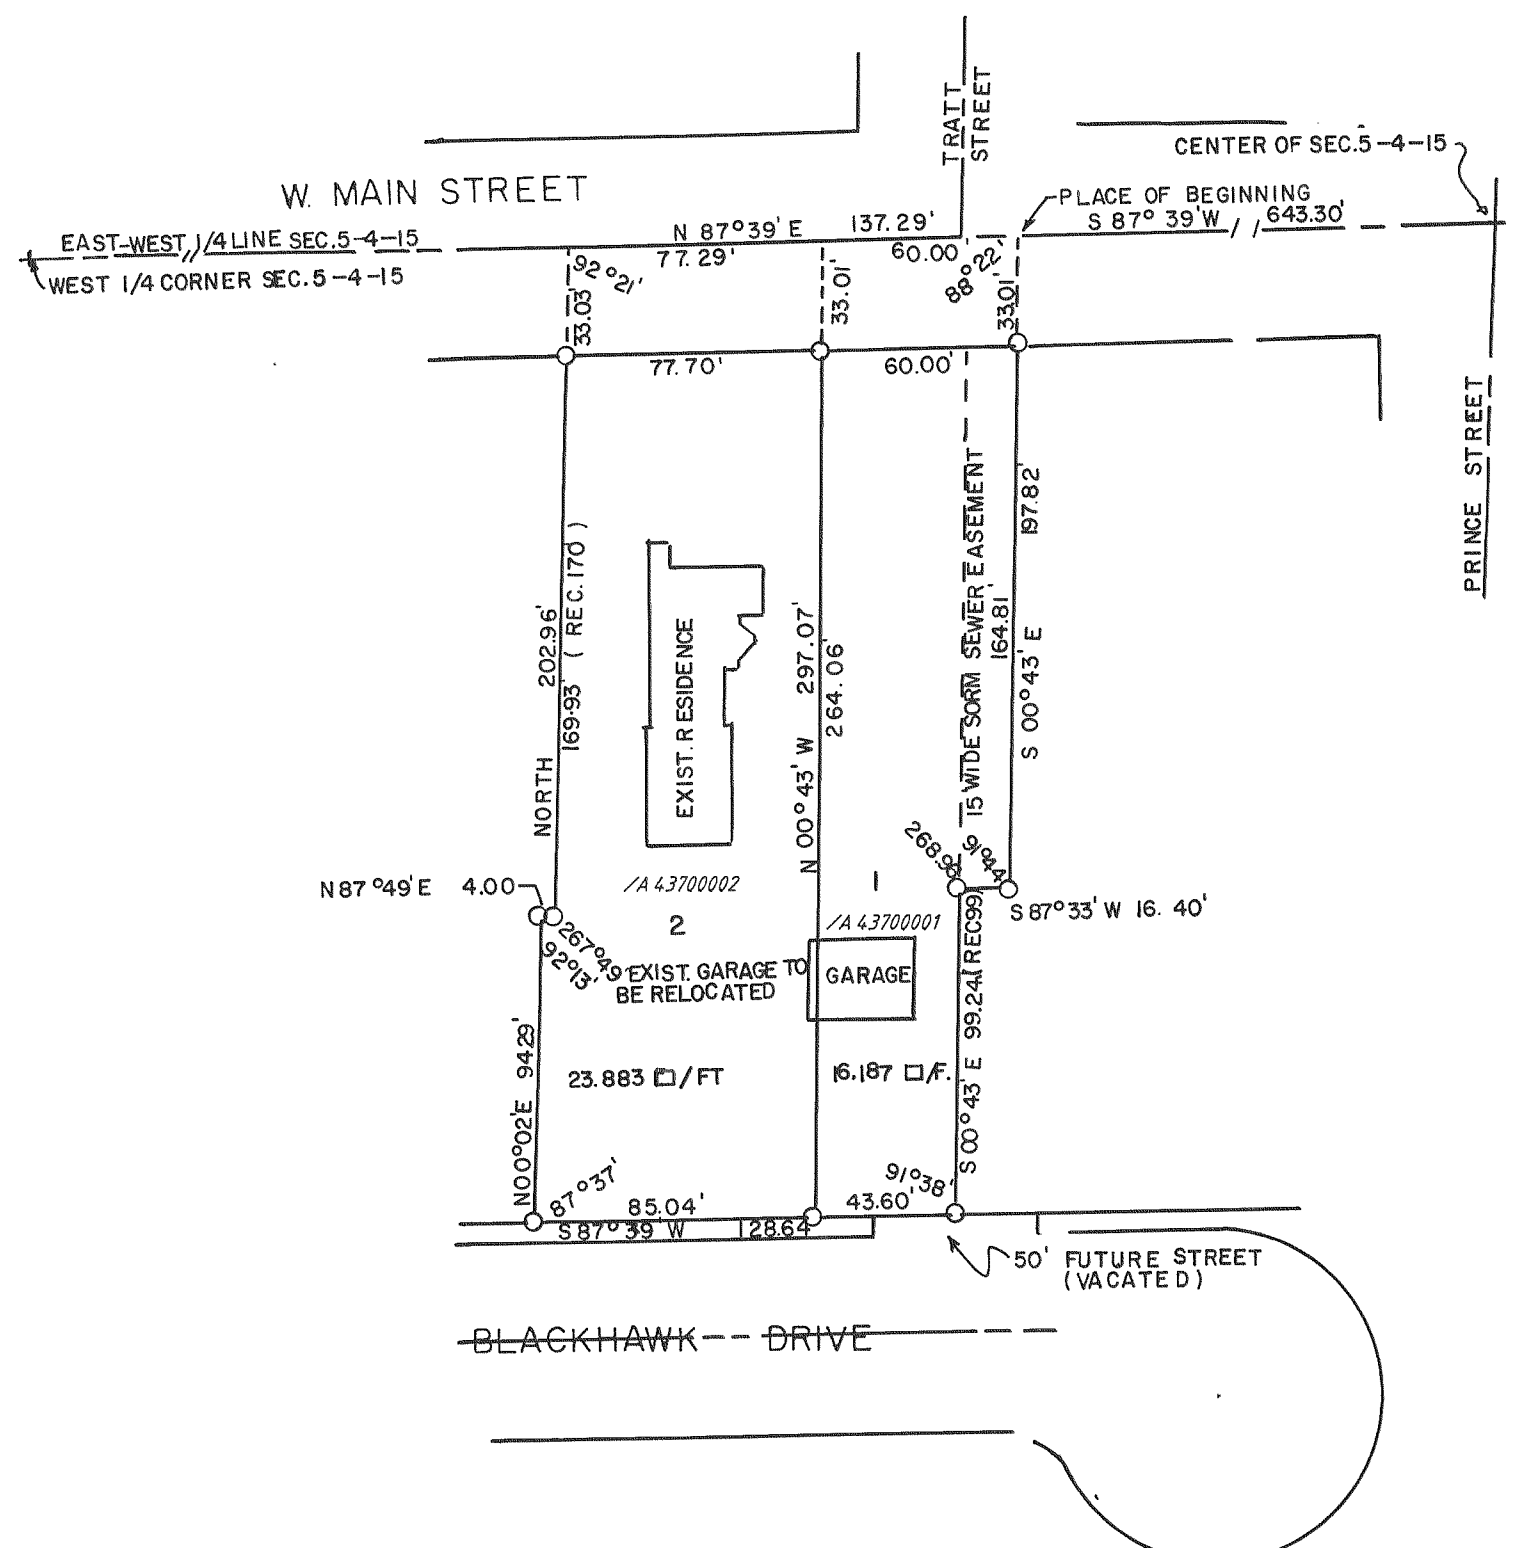 TRATT
STREET
CENTER OF SEC.5-4-15
W. MAIN STREET
PLACE OF BEGINNING
S 87° 39' W // 643.30'
N 87°39' E 137.29'
EAST-WEST 1/4 LINE SEC.5-4-15
WEST 1/4 CORNER SEC.5-4-15
77.29'
60.00'
92°21'
88°22'
33.03'
33.01'
33.01'
77.70'
60.00'
PRINCE STREET
NORTH 202.96'
169.93' (REC.170)
EXIST. RESIDENCE
N 00°43' W 297.07'
264.06'
15 WIDE SORM SEWER EASEMENT
164.81'
197.82'
S 00°43' E
268.96
91°44'
N 87°49' E 4.00
/A 43700002
1
S 87°33' W 16.40'
2
/A 43700001
267°49'
92°13'
EXIST. GARAGE TO
BE RELOCATED
GARAGE
N00°02'E 94.29'
S 00°43' E 99.24 (REC99)
23.883 □/FT
16.187 □/F.
87°37'
91°38'
85.04'
43.60'
S 87° 39' W 128.64
50' FUTURE STREET
(VACATED)
BLACKHAWK DRIVE